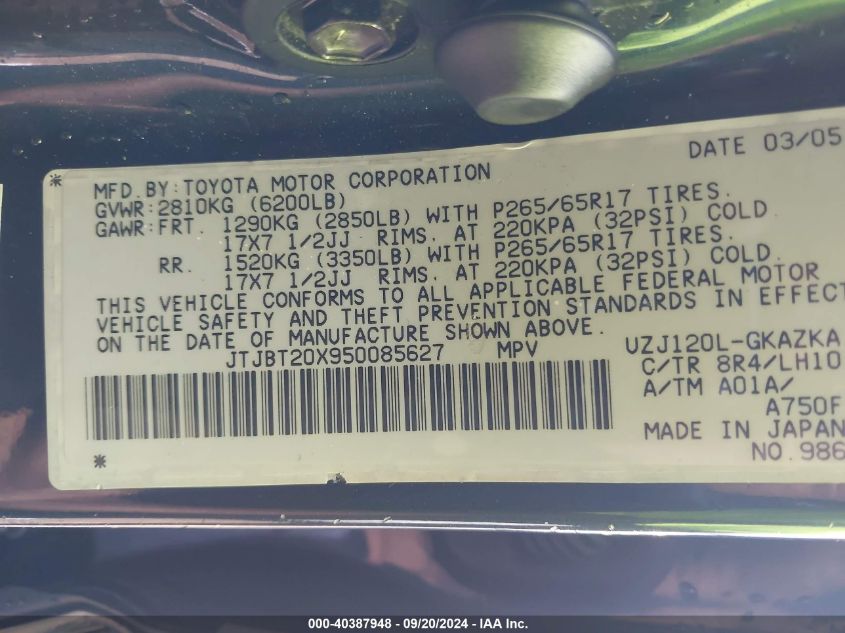 DATE 03/05
* MFD. BY: TOYOTA MOTOR CORPORATION
GVWR: 2810KG (6200LB)
GAWR: FRT. 1290KG (2850LB) WITH P265/65R17 TIRES.
17X7 1/2JJ RIMS. AT 220KPA (32PSI) COLD.
RR. 1520KG (3350LB) WITH P265/65R17 TIRES.
17X7 1/2JJ RIMS. AT 220KPA (32PSI) COLD.
THIS VEHICLE CONFORMS TO ALL APPLICABLE FEDERAL MOTOR
VEHICLE SAFETY AND THEFT PREVENTION STANDARDS IN EFFECT
ON THE DATE OF MANUFACTURE SHOWN ABOVE.
JTJBT20X950085627 MPV
UZJ120L-GKAZKA
C/TR 8R4/LH10
A/TM A01A/
A750F
MADE IN JAPAN
*
NO. 986
000-40387948 - 09/20/2024 - IAA Inc.